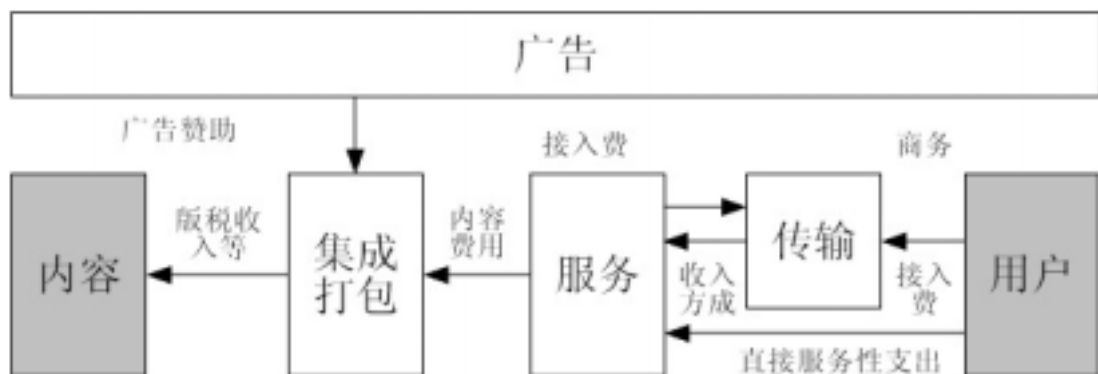 广告
广告赞助
接入费
商务
内容
版税收
入等
集成
打包
内容
费用
服务
收入
方成
传输
接入
费
用户
直接服务性支出